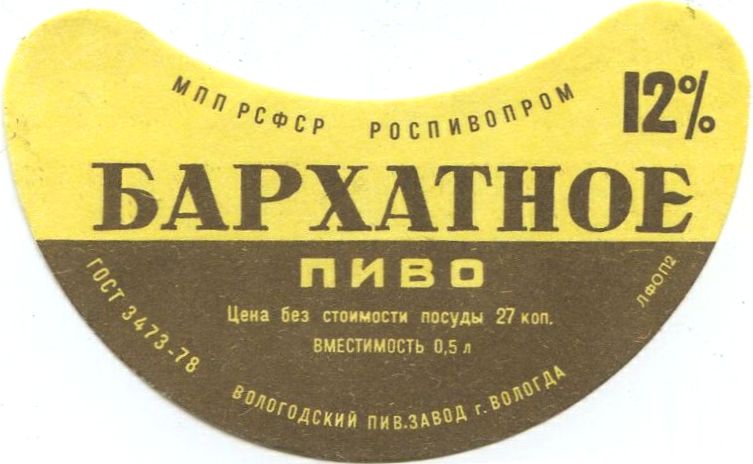 МПП РСФСР РОСПИВОПРОМ
12%
БАРХАТНОЕ
ПИВО
Цена без стоимости посуды 27 коп.
ВМЕСТИМОСТЬ 0,5 л
ГОСТ 3473-78
ВОЛОГОДСКИЙ ПИВ.ЗАВОД г. ВОЛОГДА
ЛФОП2